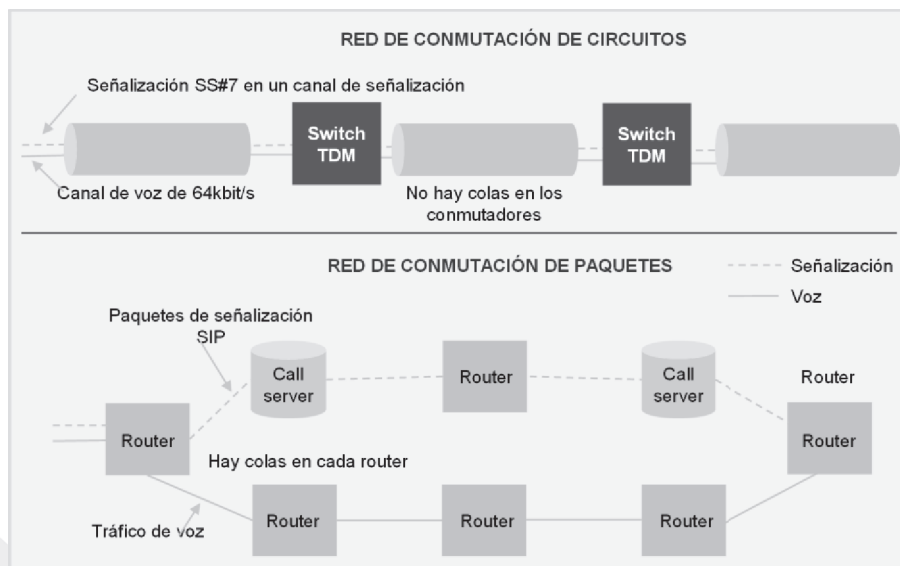 RED DE CONMUTACIÓN DE CIRCUITOS
Señalización SS#7 en un canal de señalización
Switch
TDM
Switch
TDM
Canal de voz de 64kbit/s
No hay colas en los
conmutadores
RED DE CONMUTACIÓN DE PAQUETES
Señalización
Voz
Paquetes de señalización
SIP
Call
server
Router
Call
server
Router
Router
Router
Hay colas en cada router
Tráfico de voz
Router
Router
Router